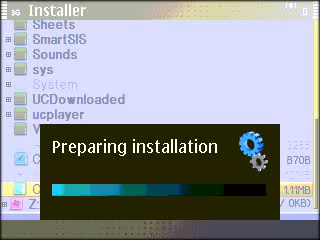 3G Installer
Sheets
SmartSIS
Sounds
sys
System
UCDownloaded
ucplayer
V
Preparing installation
C
870B
C
1.11MB
Z:
/ 0KB)